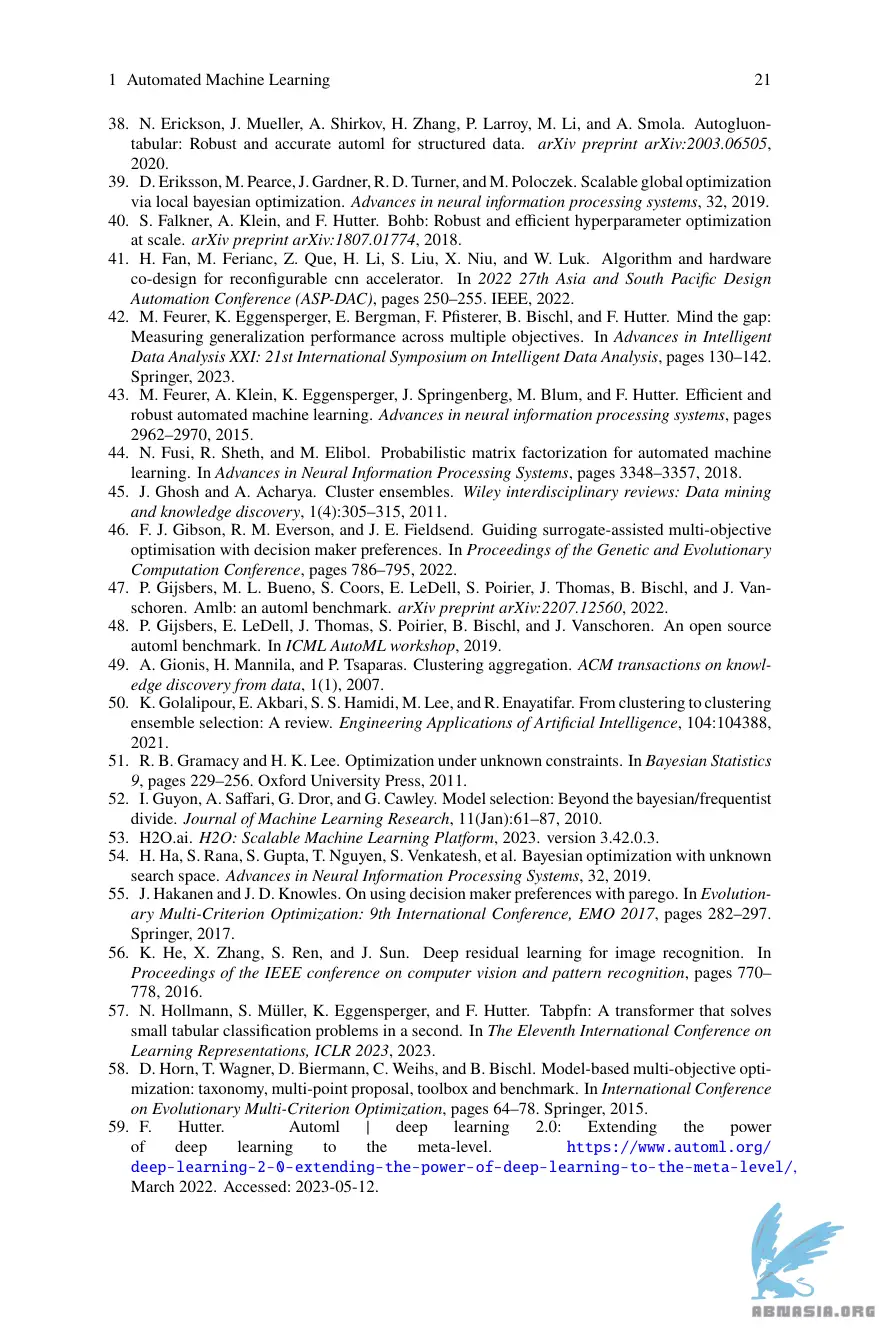 1 Automated Machine Learning 21
38. N. Erickson, J. Mueller, A. Shirkov, H. Zhang, P. Larroy, M. Li, and A. Smola. Autogluon-
tabular: Robust and accurate automl for structured data. arXiv preprint arXiv:2003.06505,
2020.
39. D. Eriksson, M. Pearce, J. Gardner, R. D. Turner, and M. Poloczek. Scalable global optimization
via local bayesian optimization. Advances in neural information processing systems, 32, 2019.
40. S. Falkner, A. Klein, and F. Hutter. Bohb: Robust and efficient hyperparameter optimization
at scale. arXiv preprint arXiv:1807.01774, 2018.
41. H. Fan, M. Ferianc, Z. Que, H. Li, S. Liu, X. Niu, and W. Luk. Algorithm and hardware
co-design for reconfigurable cnn accelerator. In 2022 27th Asia and South Pacific Design
Automation Conference (ASP-DAC), pages 250–255. IEEE, 2022.
42. M. Feurer, K. Eggensperger, E. Bergman, F. Pfisterer, B. Bischl, and F. Hutter. Mind the gap:
Measuring generalization performance across multiple objectives. In Advances in Intelligent
Data Analysis XXI: 21st International Symposium on Intelligent Data Analysis, pages 130–142.
Springer, 2023.
43. M. Feurer, A. Klein, K. Eggensperger, J. Springenberg, M. Blum, and F. Hutter. Efficient and
robust automated machine learning. Advances in neural information processing systems, pages
2962–2970, 2015.
44. N. Fusi, R. Sheth, and M. Elibol. Probabilistic matrix factorization for automated machine
learning. In Advances in Neural Information Processing Systems, pages 3348–3357, 2018.
45. J. Ghosh and A. Acharya. Cluster ensembles. Wiley interdisciplinary reviews: Data mining
and knowledge discovery, 1(4):305–315, 2011.
46. F. J. Gibson, R. M. Everson, and J. E. Fieldsend. Guiding surrogate-assisted multi-objective
optimisation with decision maker preferences. In Proceedings of the Genetic and Evolutionary
Computation Conference, pages 786–795, 2022.
47. P. Gijsbers, M. L. Bueno, S. Coors, E. LeDell, S. Poirier, J. Thomas, B. Bischl, and J. Van-
schoren. Amlb: an automl benchmark. arXiv preprint arXiv:2207.12560, 2022.
48. P. Gijsbers, E. LeDell, J. Thomas, S. Poirier, B. Bischl, and J. Vanschoren. An open source
automl benchmark. In ICML AutoML workshop, 2019.
49. A. Gionis, H. Mannila, and P. Tsaparas. Clustering aggregation. ACM transactions on knowl-
edge discovery from data, 1(1), 2007.
50. K. Golalipour, E. Akbari, S. S. Hamidi, M. Lee, and R. Enayatifar. From clustering to clustering
ensemble selection: A review. Engineering Applications of Artificial Intelligence, 104:104388,
2021.
51. R. B. Gramacy and H. K. Lee. Optimization under unknown constraints. In Bayesian Statistics
9, pages 229–256. Oxford University Press, 2011.
52. I. Guyon, A. Saffari, G. Dror, and G. Cawley. Model selection: Beyond the bayesian/frequentist
divide. Journal of Machine Learning Research, 11(Jan):61–87, 2010.
53. H2O.ai. H2O: Scalable Machine Learning Platform, 2023. version 3.42.0.3.
54. H. Ha, S. Rana, S. Gupta, T. Nguyen, S. Venkatesh, et al. Bayesian optimization with unknown
search space. Advances in Neural Information Processing Systems, 32, 2019.
55. J. Hakanen and J. D. Knowles. On using decision maker preferences with parego. In Evolution-
ary Multi-Criterion Optimization: 9th International Conference, EMO 2017, pages 282–297.
Springer, 2017.
56. K. He, X. Zhang, S. Ren, and J. Sun. Deep residual learning for image recognition. In
Proceedings of the IEEE conference on computer vision and pattern recognition, pages 770–
778, 2016.
57. N. Hollmann, S. Müller, K. Eggensperger, and F. Hutter. Tabpfn: A transformer that solves
small tabular classification problems in a second. In The Eleventh International Conference on
Learning Representations, ICLR 2023, 2023.
58. D. Horn, T. Wagner, D. Biermann, C. Weihs, and B. Bischl. Model-based multi-objective opti-
mization: taxonomy, multi-point proposal, toolbox and benchmark. In International Conference
on Evolutionary Multi-Criterion Optimization, pages 64–78. Springer, 2015.
59. F. Hutter. Automl | deep learning 2.0: Extending the power
of deep learning to the meta-level. https://www.automl.org/
deep-learning-2-0-extending-the-power-of-deep-learning-to-the-meta-level/,
March 2022. Accessed: 2023-05-12.
ABNASIA.ORG